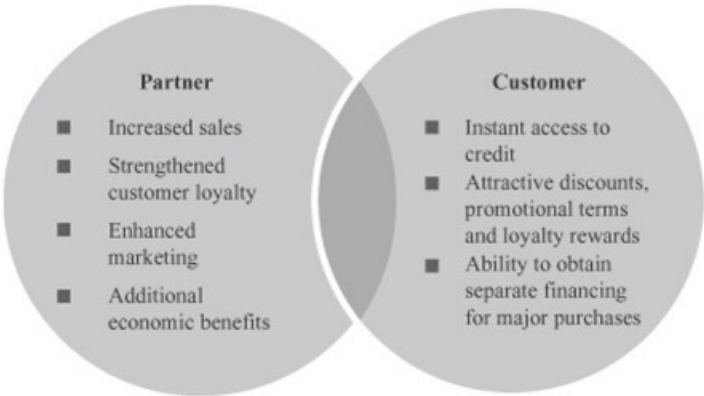 Partner
■ Increased sales
■ Strengthened
customer loyalty
■ Enhanced
marketing
■ Additional
economic benefits
Customer
■ Instant access to
credit
■ Attractive discounts,
promotional terms
and loyalty rewards
■ Ability to obtain
separate financing
for major purchases